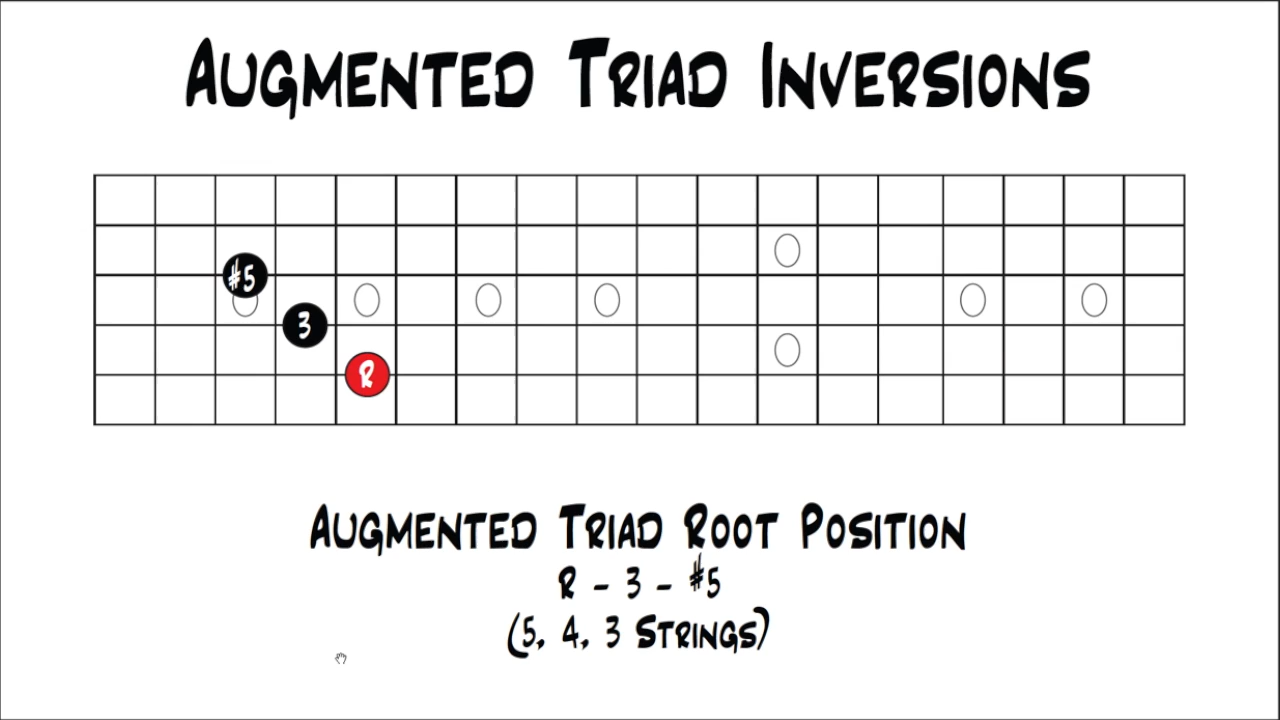 Augmented Triad Inversions
#5
3
R
Augmented Triad Root Position
R - 3 - #5
(5, 4, 3 Strings)